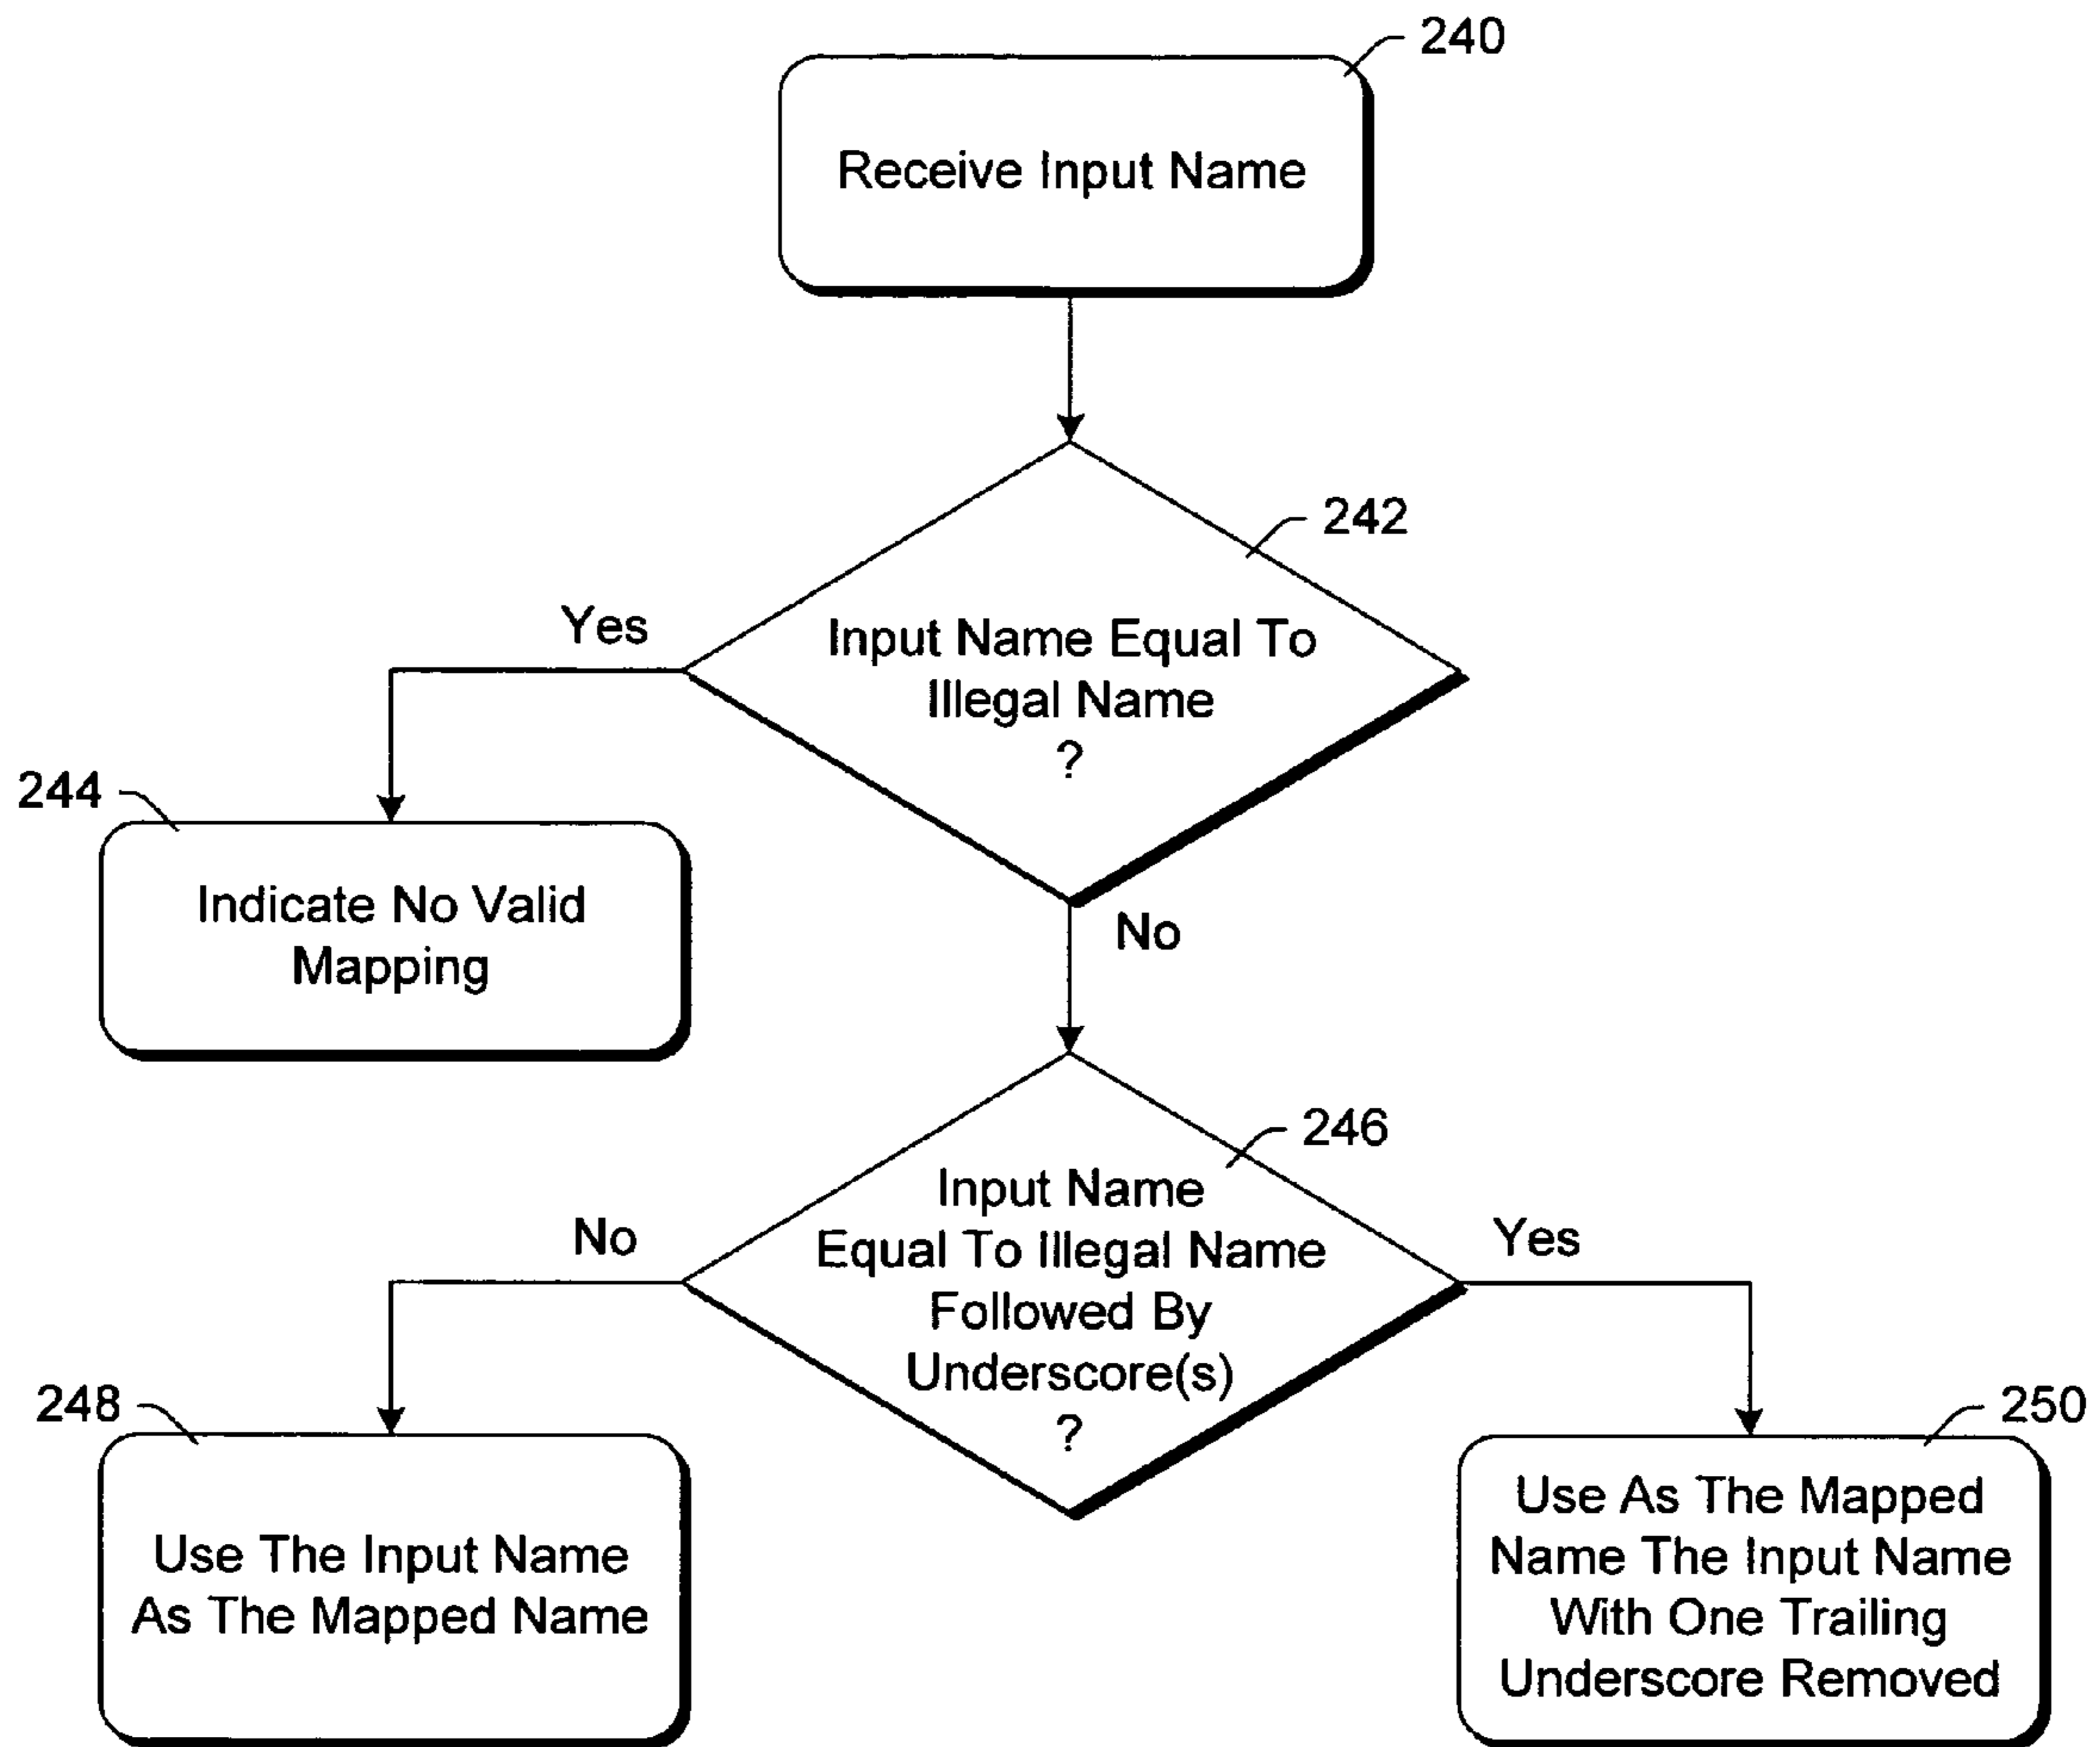 240
Receive Input Name
242
Yes
Input Name Equal To
Illegal Name
?
244
Indicate No Valid
Mapping
No
246
Input Name
Equal To Illegal Name
Followed By
Underscore(s)
?
No
Yes
248
Use The Input Name
As The Mapped Name
250
Use As The Mapped
Name The Input Name
With One Trailing
Underscore Removed